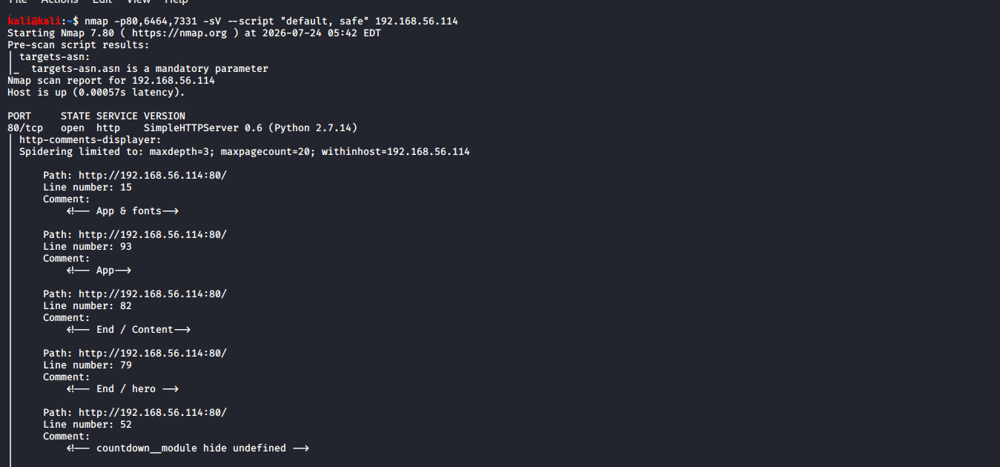 File Actions Edit View Help
kali@kali:~$ nmap -p80,6464,7331 -sV --script "default, safe" 192.168.56.114
Starting Nmap 7.80 ( https://nmap.org ) at 2026-07-24 05:42 EDT
Pre-scan script results:
| targets-asn:
|_  targets-asn.asn is a mandatory parameter
Nmap scan report for 192.168.56.114
Host is up (0.00057s latency).
PORT     STATE SERVICE VERSION
80/tcp   open  http    SimpleHTTPServer 0.6 (Python 2.7.14)
| http-comments-displayer:
| Spidering limited to: maxdepth=3; maxpagecount=20; withinhost=192.168.56.114
|     Path: http://192.168.56.114:80/
|     Line number: 15
|     Comment:
|         <!-- App & fonts-->
|     Path: http://192.168.56.114:80/
|     Line number: 93
|     Comment:
|         <!-- App-->
|     Path: http://192.168.56.114:80/
|     Line number: 82
|     Comment:
|         <!-- End / Content-->
|     Path: http://192.168.56.114:80/
|     Line number: 79
|     Comment:
|         <!-- End / hero -->
|     Path: http://192.168.56.114:80/
|     Line number: 52
|     Comment:
|         <!-- countdown__module hide undefined -->